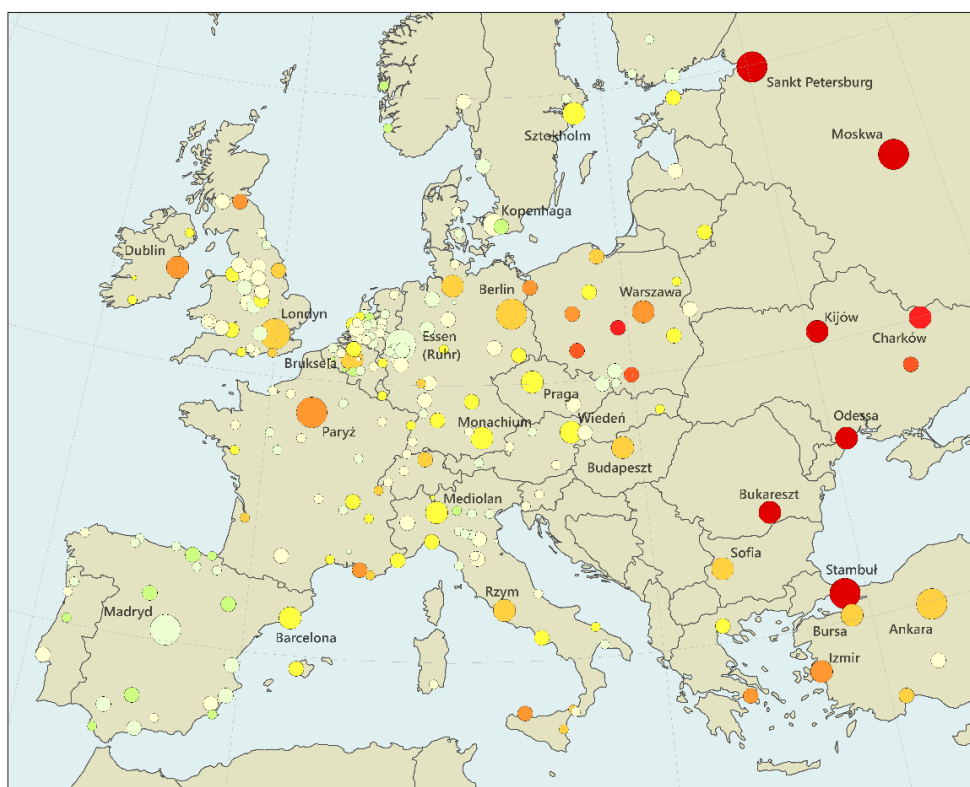 Sankt Petersburg
Moskwa
Sztokholm
Kopenhaga
Dublin
Berlin
Warszawa
Londyn
Essen
(Ruhr)
Kijów
Charków
Bruksela
Praga
Paryż
Monachium
Wiedeń
Odessa
Budapeszt
Mediolan
Bukareszt
Sofia
Stambuł
Madryd
Rzym
Barcelona
Bursa
Ankara
Izmir